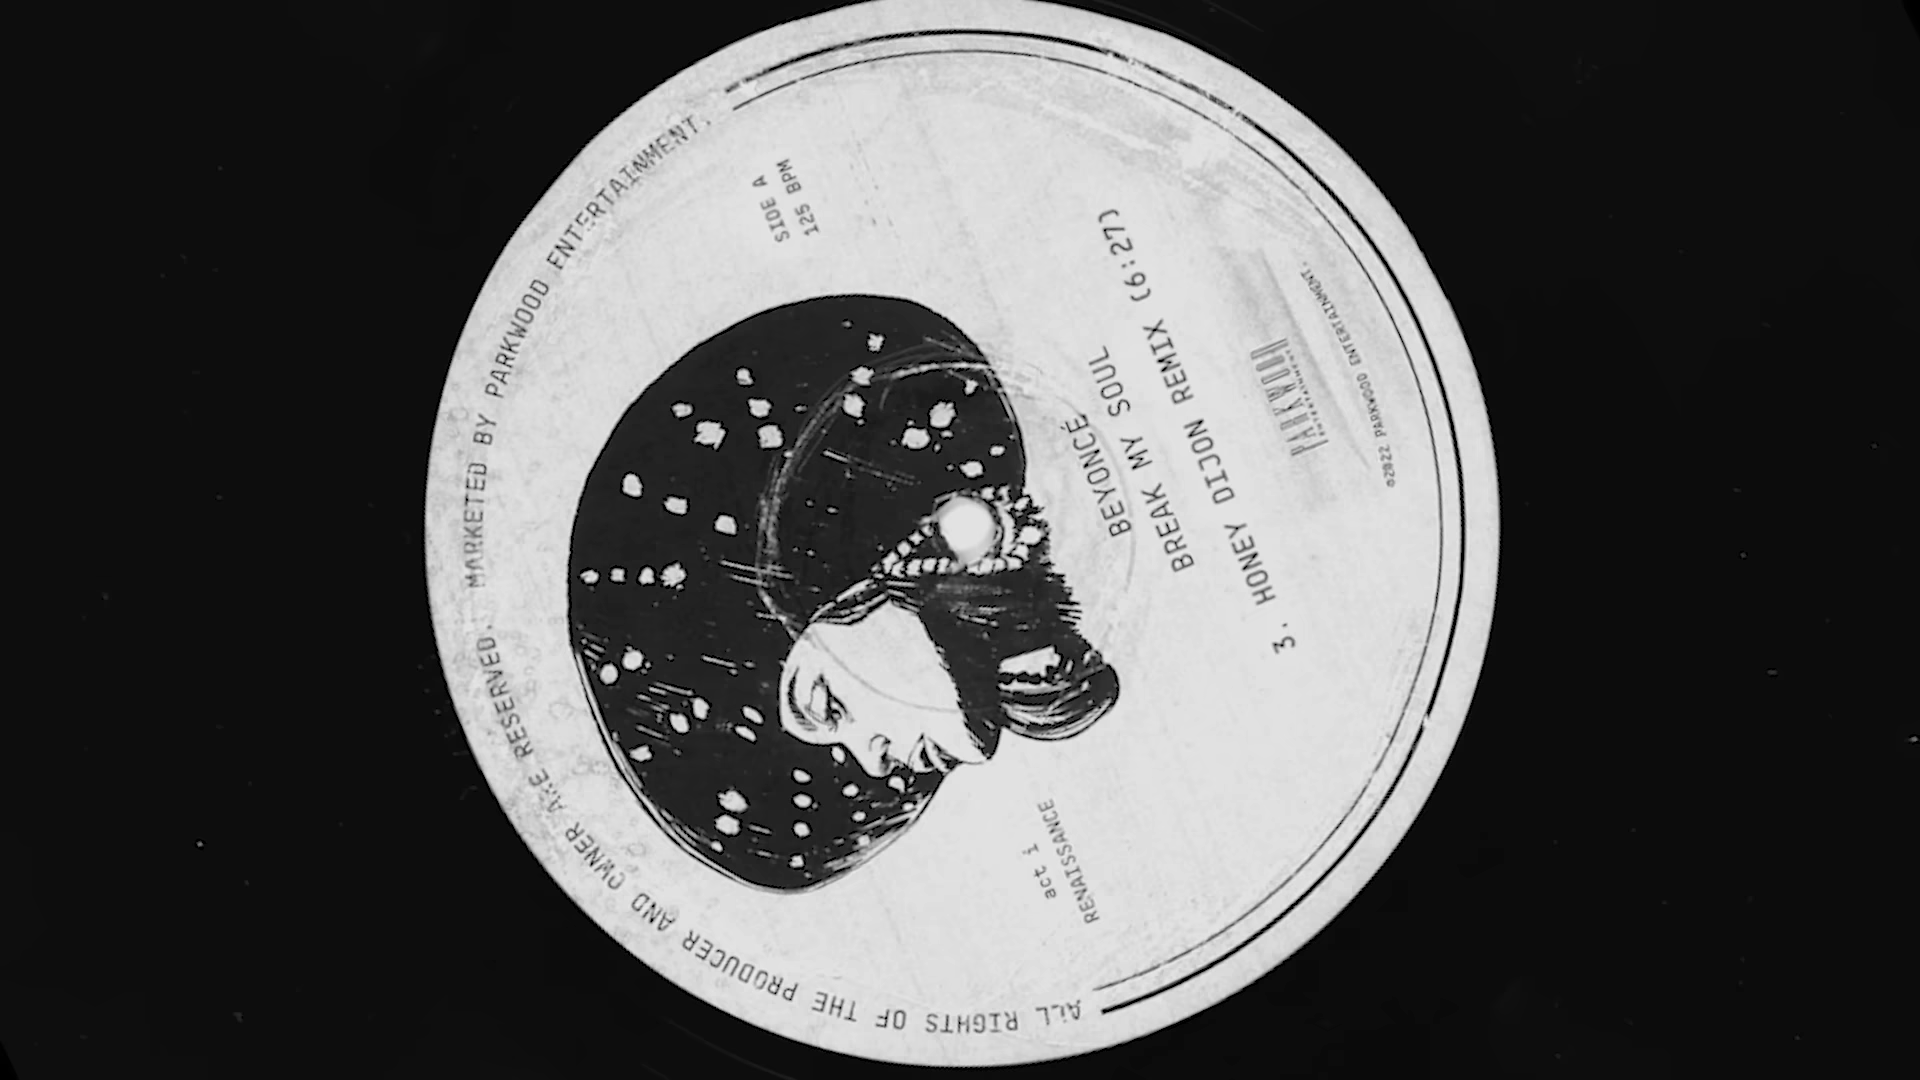 ALL RIGHTS OF THE PRODUCER AND OWNER ARE RESERVED. MARKETED BY PARKWOOD ENTERTAINMENT.
SIDE A
125 BPM
act i
RENAISSANCE
BEYONCÉ
BREAK MY SOUL
3. HONEY DIJON REMIX (6:27)
PARKWOOD
ENTERTAINMENT
©2022 PARKWOOD ENTERTAINMENT.